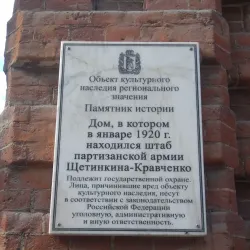 Объект культурного
наследия регионального
значения
Памятник истории
Дом, в котором
в январе 1920 г.
находился штаб
партизанской армии
Щетинкина-Кравченко
Подлежит государственной охране.
Лица, причинившие вред объекту
культурного наследия, несут
в соответствии с законодательством
Российской Федерации
уголовную, административную
и иную ответственность.